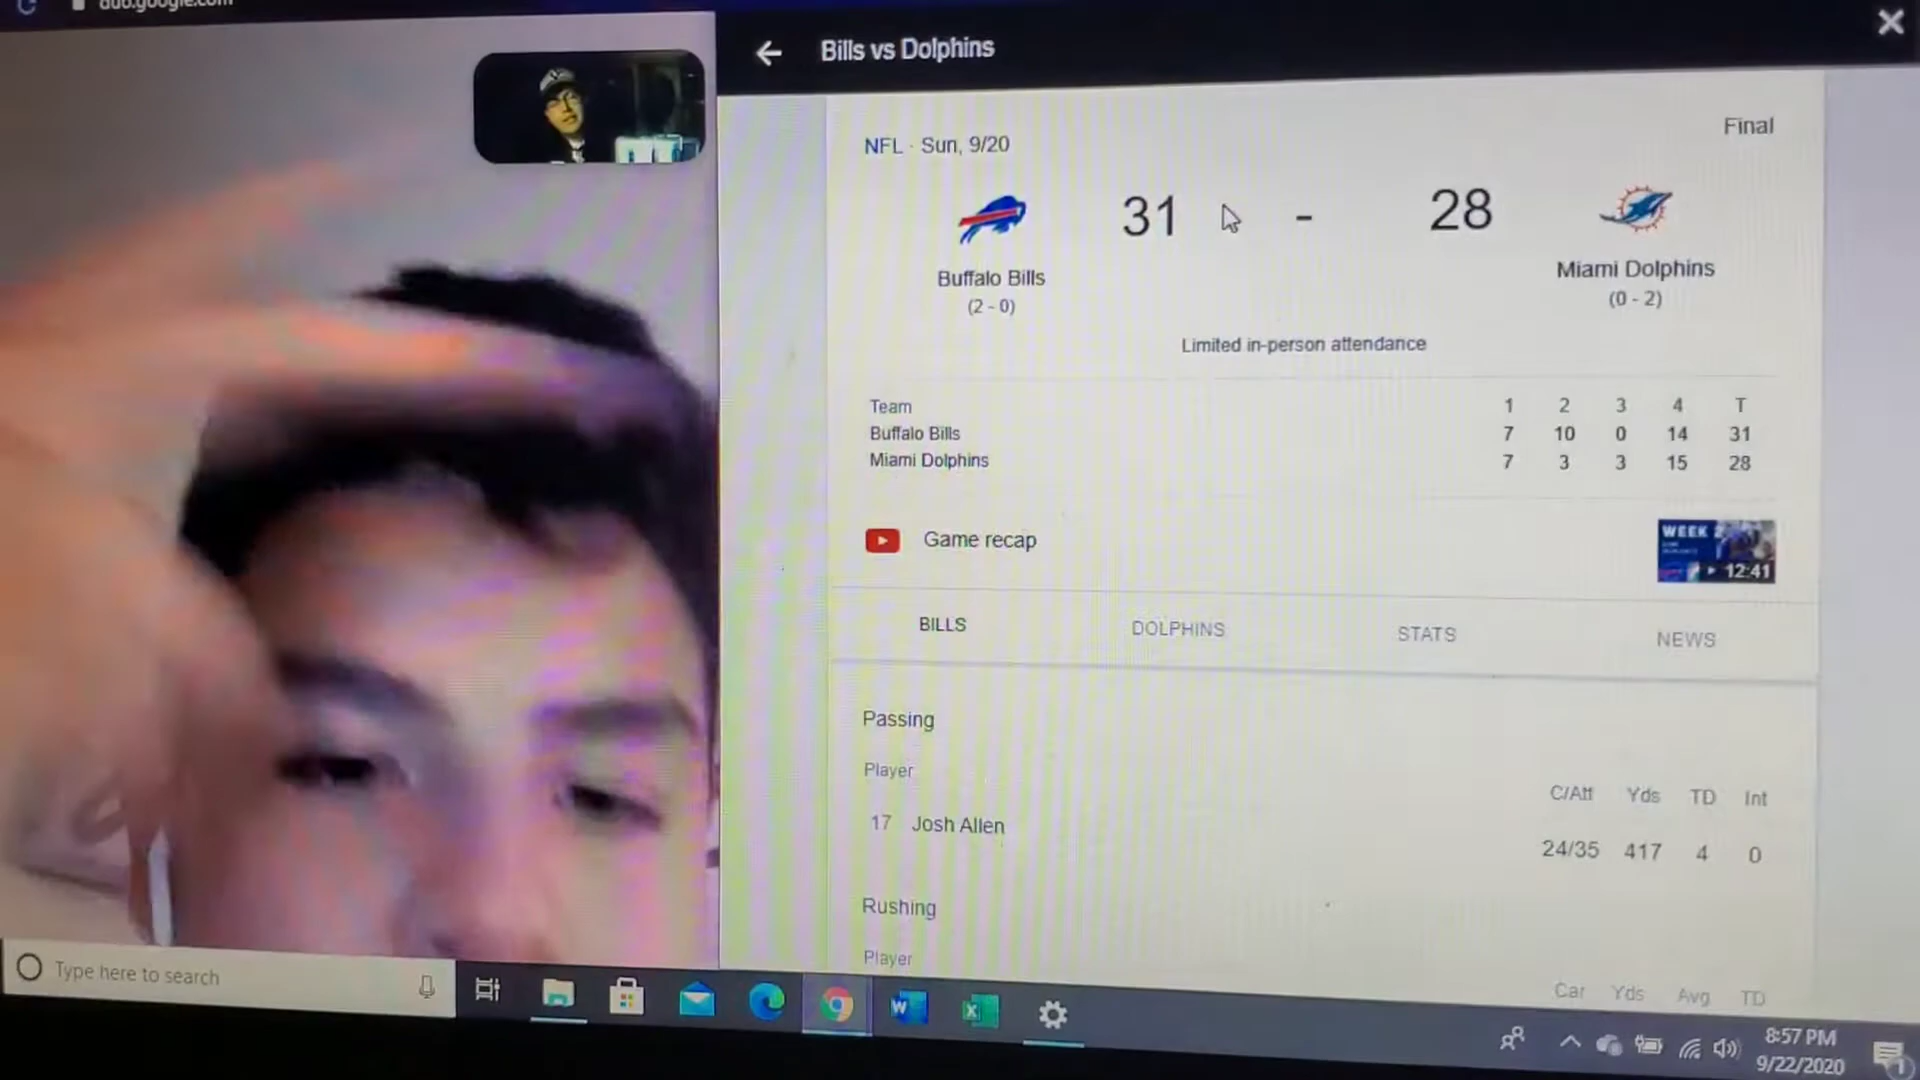 duo.google.com
Bills vs Dolphins
Final
NFL · Sun, 9/20
31 - 28
Buffalo Bills
(2 - 0)
Miami Dolphins
(0 - 2)
Limited in-person attendance
Team 1 2 3 4 T
Buffalo Bills 7 10 0 14 31
Miami Dolphins 7 3 3 15 28
Game recap
WEEK 2
12:41
BILLS DOLPHINS STATS NEWS
Passing
Player C/Att Yds TD Int
17 Josh Allen 24/35 417 4 0
Rushing
Player Car Yds Avg TD
Type here to search
8:57 PM
9/22/2020
1